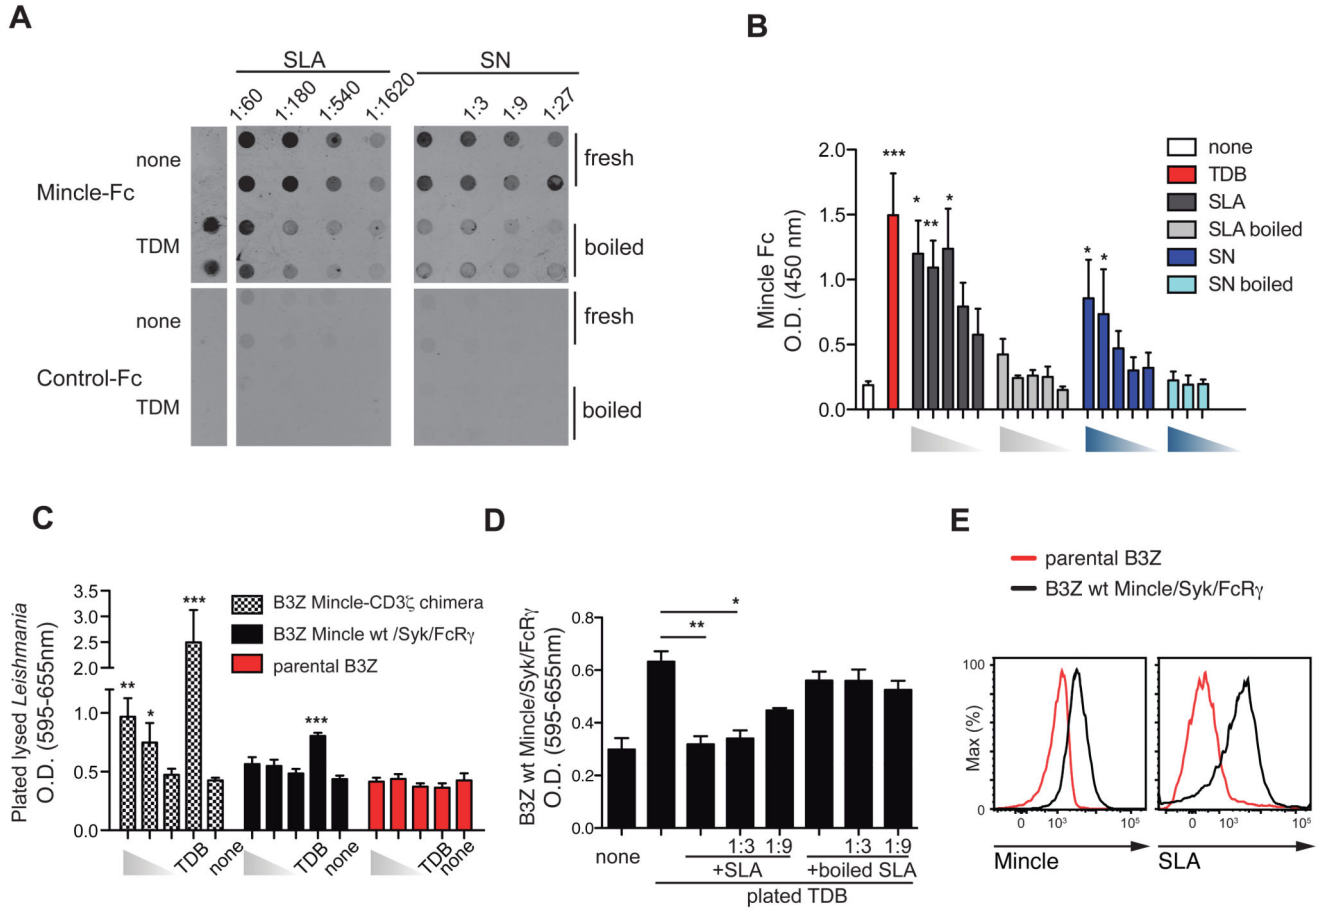 A
SLA
SN
1:60
1:180
1:540
1:1620
1:3
1:9
1:27
none
fresh
Mincle-Fc
TDM
boiled
none
fresh
Control-Fc
TDM
boiled
B
Mincle Fc
O.D. (450 nm)
2.0
1.5
1.0
0.5
0.0
***
*
**
*
*
*
none
TDB
SLA
SLA boiled
SN
SN boiled
C
Plated lysed Leishmania
O.D. (595-655nm)
3.5
3.0
2.5
2.0
1.0
0.5
0.0
**
*
***
***
B3Z Mincle-CD3ζ chimera
B3Z Mincle wt /Syk/FcRγ
parental B3Z
TDB
none
TDB
none
TDB
none
D
B3Z wt Mincle/Syk/FcRγ
O.D. (595-655nm)
0.8
0.6
0.4
0.2
0.0
*
**
none
1:3 1:9
1:3 1:9
+SLA
+boiled SLA
plated TDB
E
parental B3Z
B3Z wt Mincle/Syk/FcRγ
Max (%)
100
0
0 10³ 10⁵
0 10³ 10⁵
Mincle
SLA